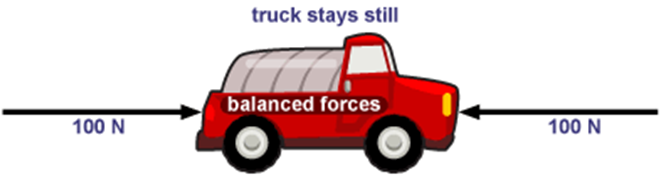 truck stays still
balanced forces
100 N
100 N